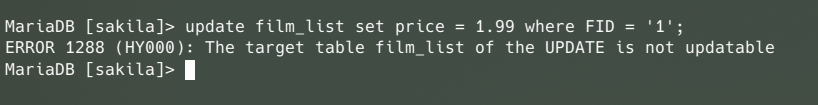 MariaDB [sakila]> update film_list set price = 1.99 where FID = '1';
ERROR 1288 (HY000): The target table film_list of the UPDATE is not updatable
MariaDB [sakila]>